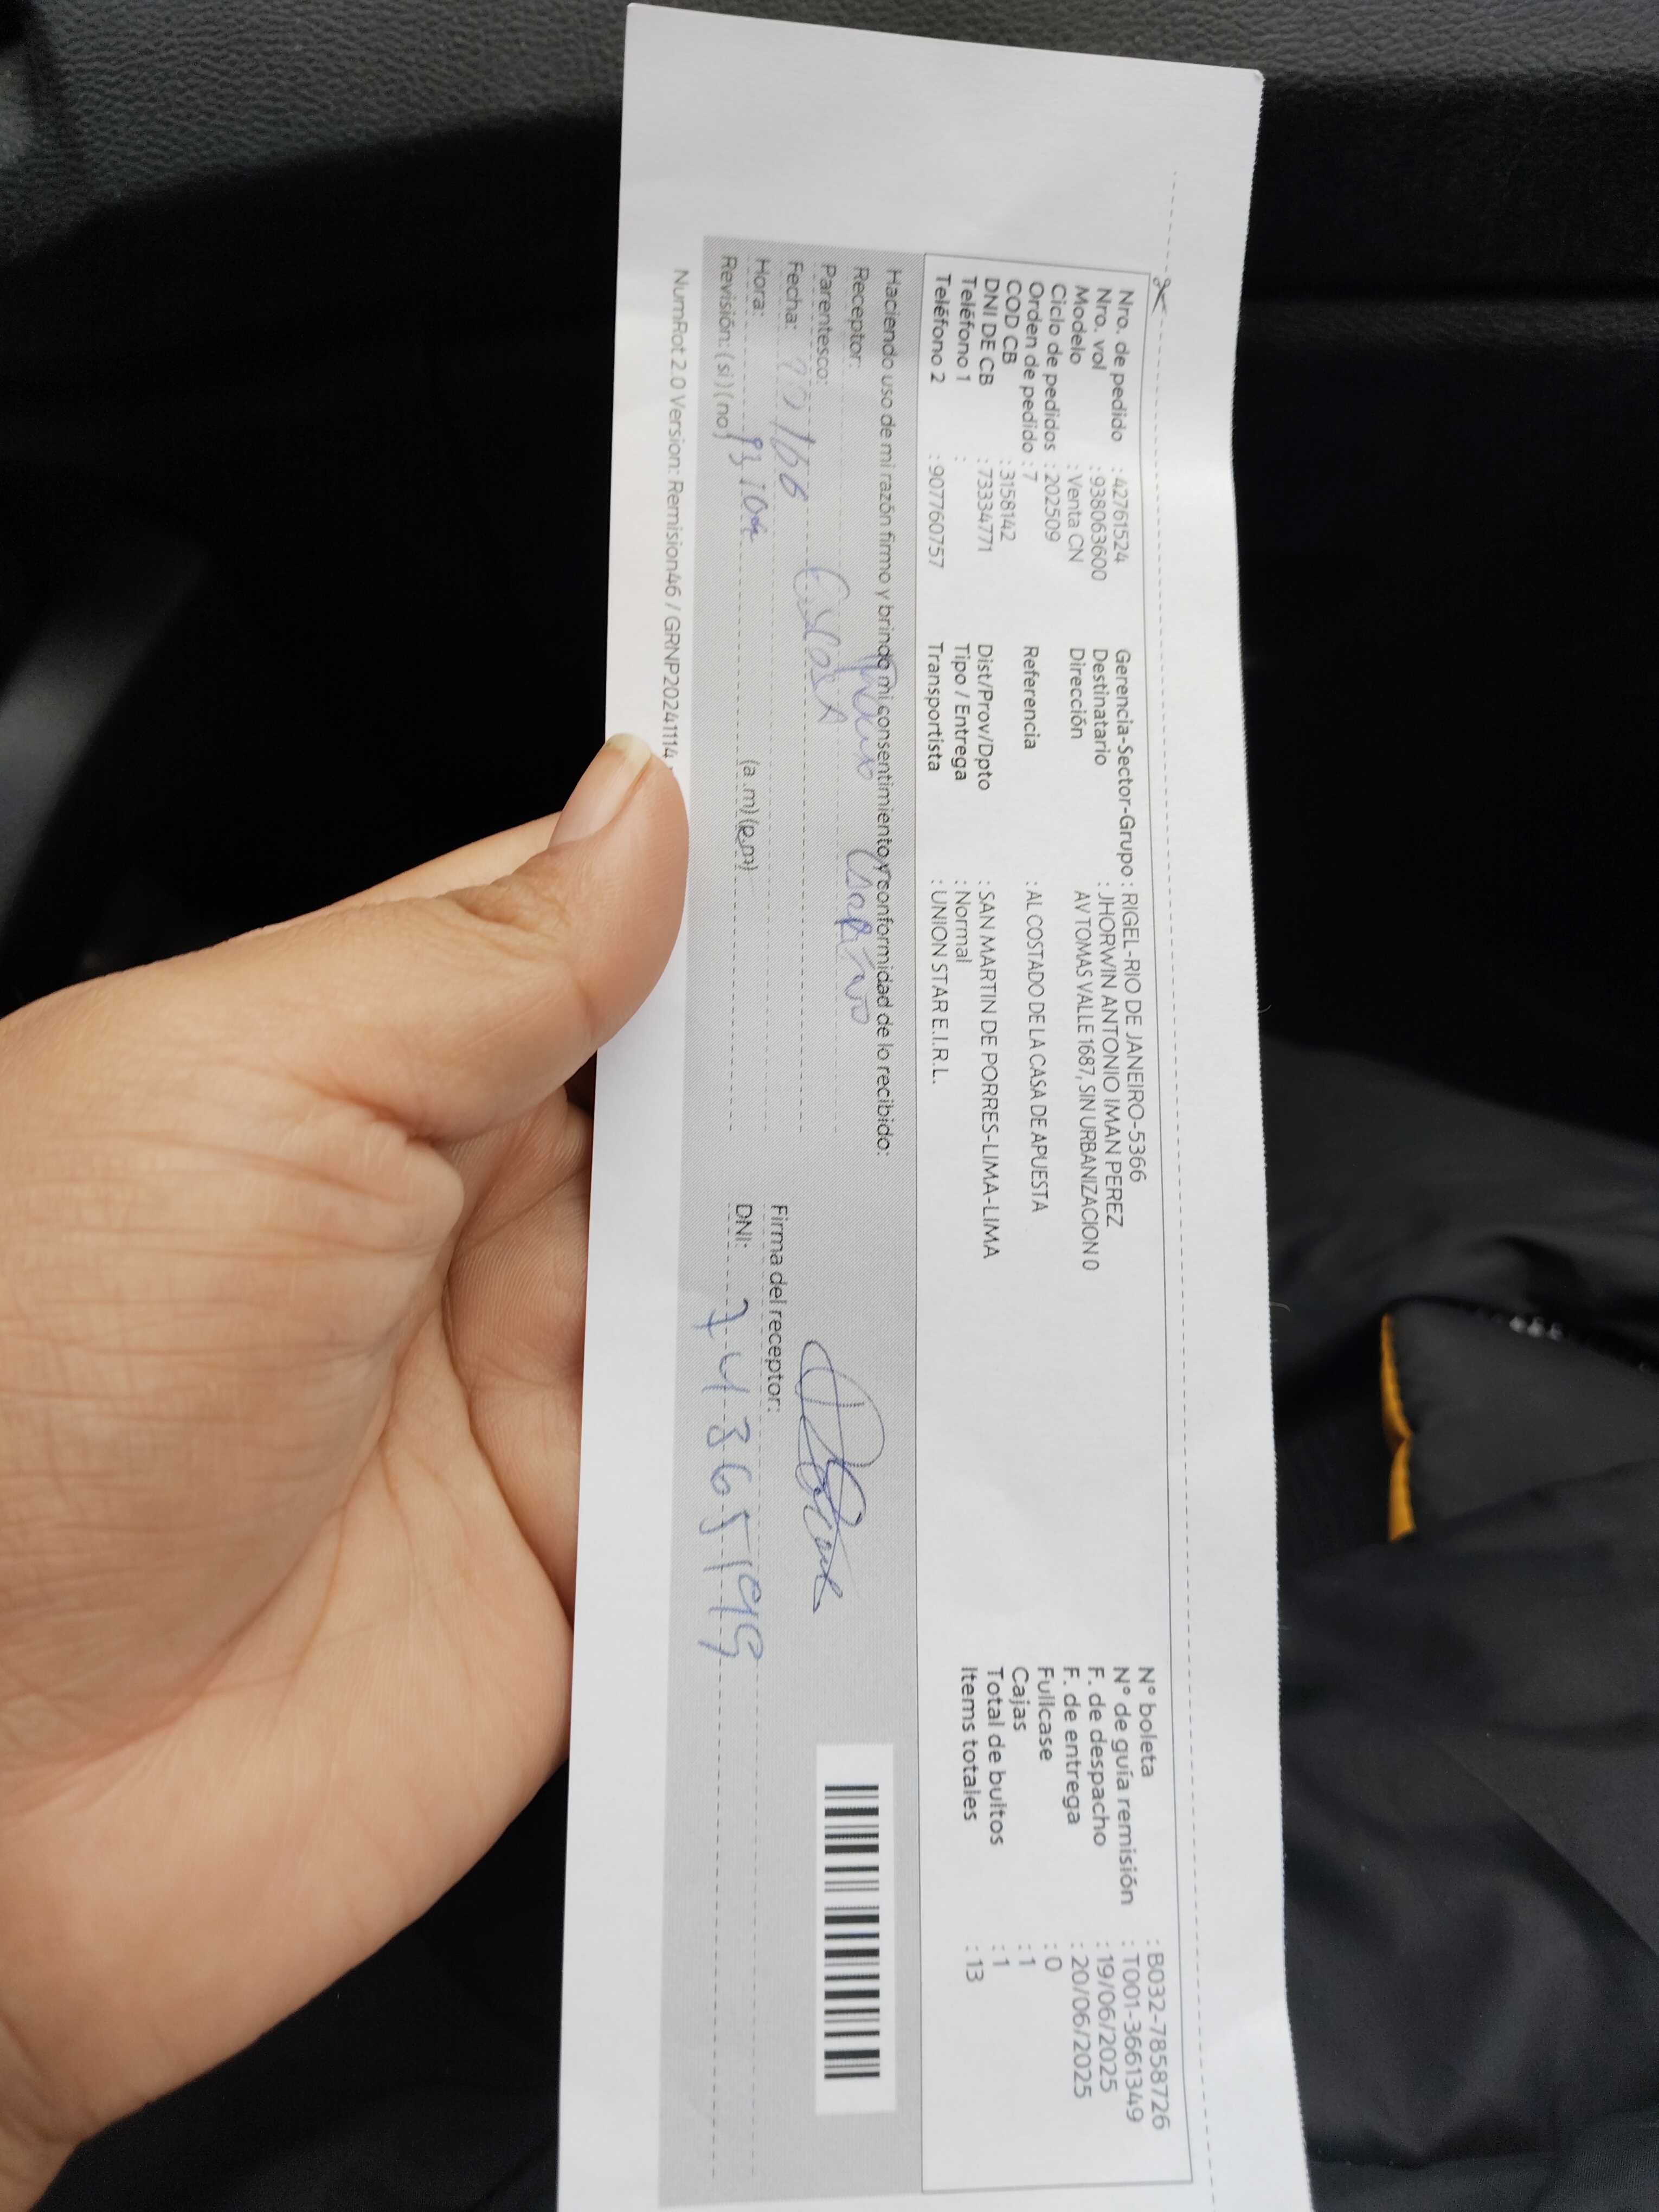 Nro. de pedido : 42761524
Nro. vol : 938063600
Modelo : Venta CN
Ciclo de pedidos : 202509
Orden de pedido : 7
COD CB : 3158142
DNI DE CB : 73334771
Teléfono 1 :
Teléfono 2 : 907760757
Gerencia-Sector-Grupo : RIGEL-RIO DE JANEIRO-5366
Destinatario : JHORWIN ANTONIO IMAN PEREZ
Dirección AV TOMAS VALLE 1687, SIN URBANIZACION 0
Referencia : AL COSTADO DE LA CASA DE APUESTA
Dist/Prov/Dpto : SAN MARTIN DE PORRES-LIMA-LIMA
Tipo / Entrega : Normal
Transportista : UNION STAR E.I.R.L.
N° boleta : B032-7858726
N° de guía remisión : T001-3661349
F. de despacho : 19/06/2025
F. de entrega : 20/06/2025
Fullcase : 0
Cajas : 1
Total de bultos : 1
Items totales : 13
Haciendo uso de mi razón firmo y brindo mi consentimiento y conformidad de lo recibido:
Receptor:
Parentesco:
Fecha:
Hora: (a.m) (p.m)
Revisión: (si) (no)
Firma del receptor:
DNI: 74365199
NumRot 2.0 Version: Remision46 / GRNP20241114